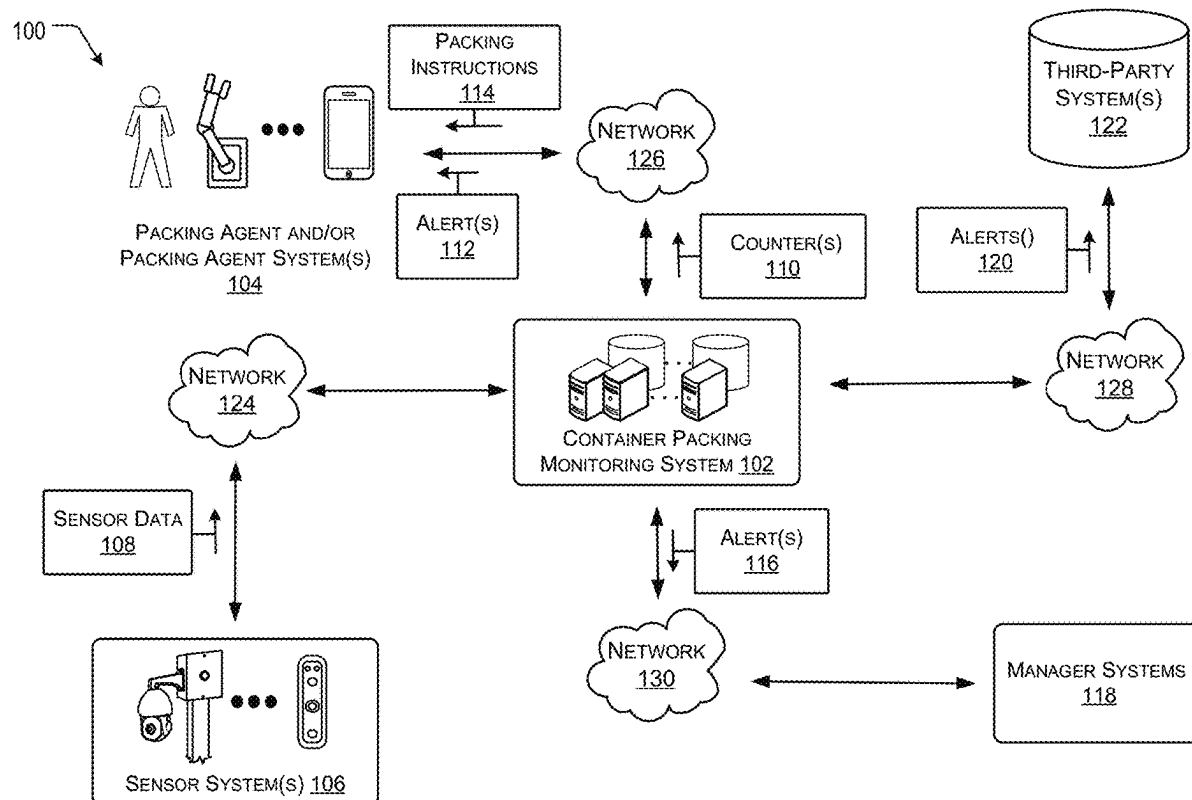 100
PACKING
INSTRUCTIONS
114
NETWORK
126
THIRD-PARTY
SYSTEM(S)
122
ALERT(S)
112
PACKING AGENT AND/OR
PACKING AGENT SYSTEM(S)
104
COUNTER(S)
110
ALERTS()
120
NETWORK
124
CONTAINER PACKING
MONITORING SYSTEM 102
NETWORK
128
SENSOR DATA
108
ALERT(S)
116
NETWORK
130
MANAGER SYSTEMS
118
SENSOR SYSTEM(S) 106